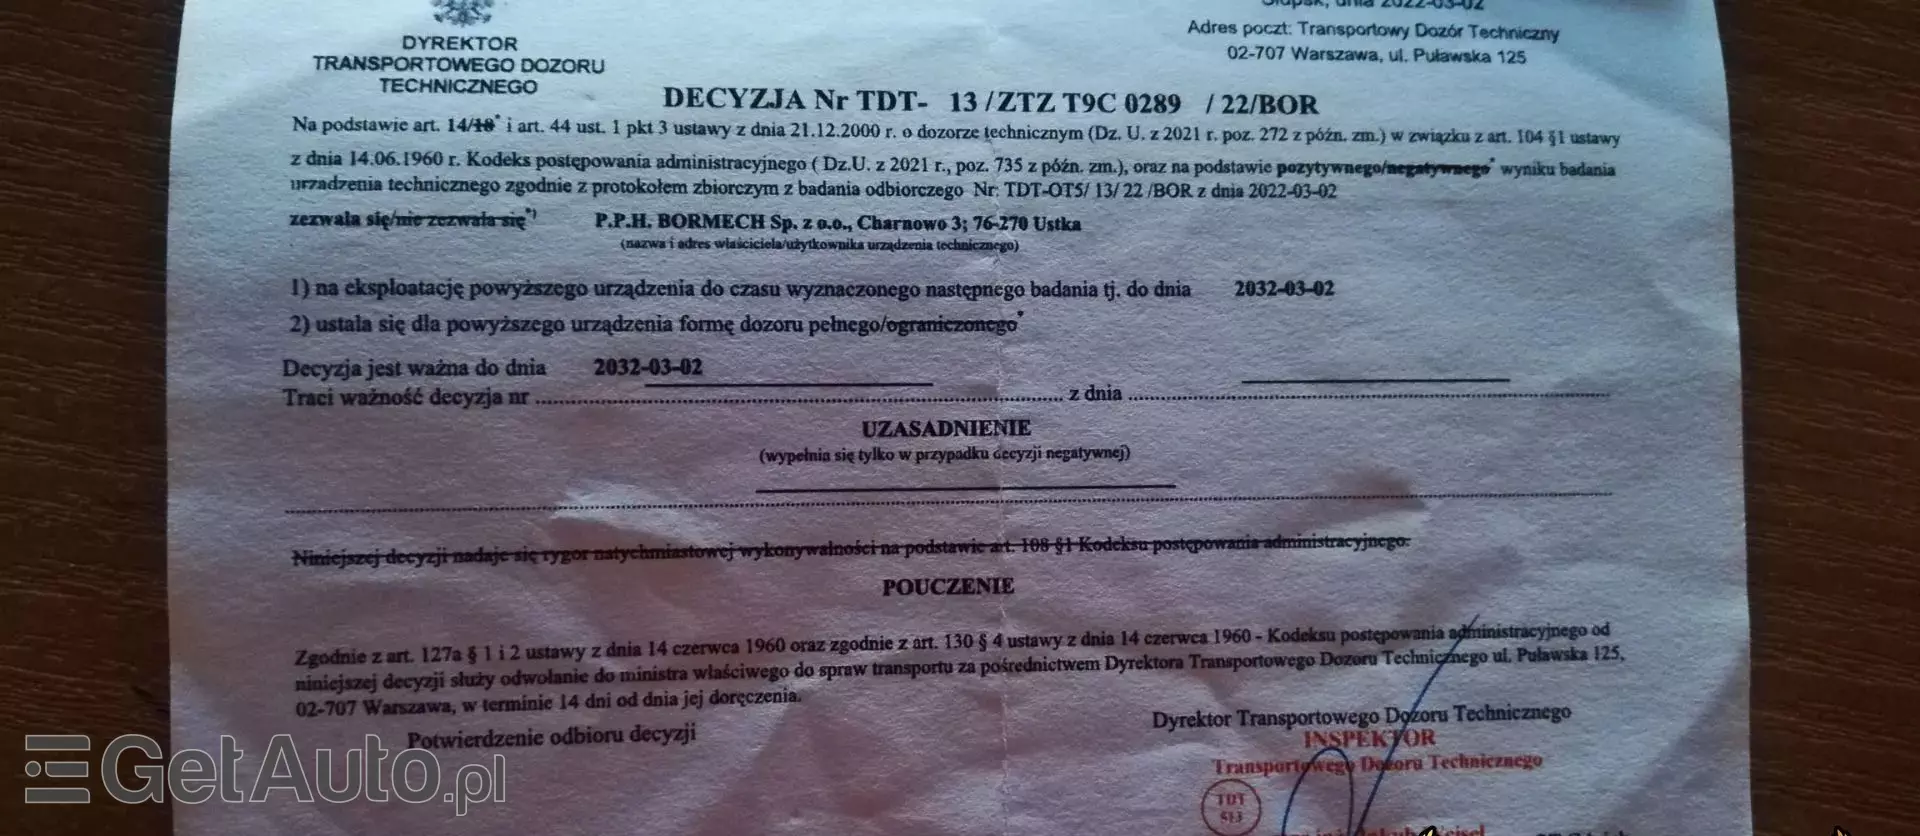 Słupsk, dnia 2022-03-02
DYREKTOR
TRANSPORTOWEGO DOZORU
TECHNICZNEGO
Adres poczt: Transportowy Dozór Techniczny
02-707 Warszawa, ul. Puławska 125
DECYZJA Nr TDT- 13 /ZTZ T9C 0289 / 22/BOR
Na podstawie art. 14/18* i art. 44 ust. 1 pkt 3 ustawy z dnia 21.12.2000 r. o dozorze technicznym (Dz. U. z 2021 r. poz. 272 z późn. zm.) w związku z art. 104 §1 ustawy
z dnia 14.06.1960 r. Kodeks postępowania administracyjnego ( Dz.U. z 2021 r., poz. 735 z późn. zm.), oraz na podstawie pozytywnego/negatywnego* wyniku badania
urządzenia technicznego zgodnie z protokołem zbiorczym z badania odbiorczego Nr: TDT-OT5/ 13/ 22 /BOR z dnia 2022-03-02
zezwala się/nie zezwala się*) P.P.H. BORMECH Sp. z o.o., Charnowo 3; 76-270 Ustka
(nazwa i adres właściciela/użytkownika urządzenia technicznego)
1) na eksploatację powyższego urządzenia do czasu wyznaczonego następnego badania tj. do dnia 2032-03-02
2) ustala się dla powyższego urządzenia formę dozoru pełnego/ograniczonego*
Decyzja jest ważna do dnia 2032-03-02
Traci ważność decyzja nr ........ z dnia ........
UZASADNIENIE
(wypełnia się tylko w przypadku decyzji negatywnej)
Niniejszej decyzji nadaje się rygor natychmiastowej wykonywalności na podstawie art. 108 §1 Kodeksu postępowania administracyjnego.
POUCZENIE
Zgodnie z art. 127a § 1 i 2 ustawy z dnia 14 czerwca 1960 oraz zgodnie z art. 130 § 4 ustawy z dnia 14 czerwca 1960 - Kodeksu postępowania administracyjnego od
niniejszej decyzji służy odwołanie do ministra właściwego do spraw transportu za pośrednictwem Dyrektora Transportowego Dozoru Technicznego ul. Puławska 125,
02-707 Warszawa, w terminie 14 dni od dnia jej doręczenia.
Potwierdzenie odbioru decyzji
Dyrektor Transportowego Dozoru Technicznego
INSPEKTOR
Transportowego Dozoru Technicznego
TDT
513
GetAuto.pl